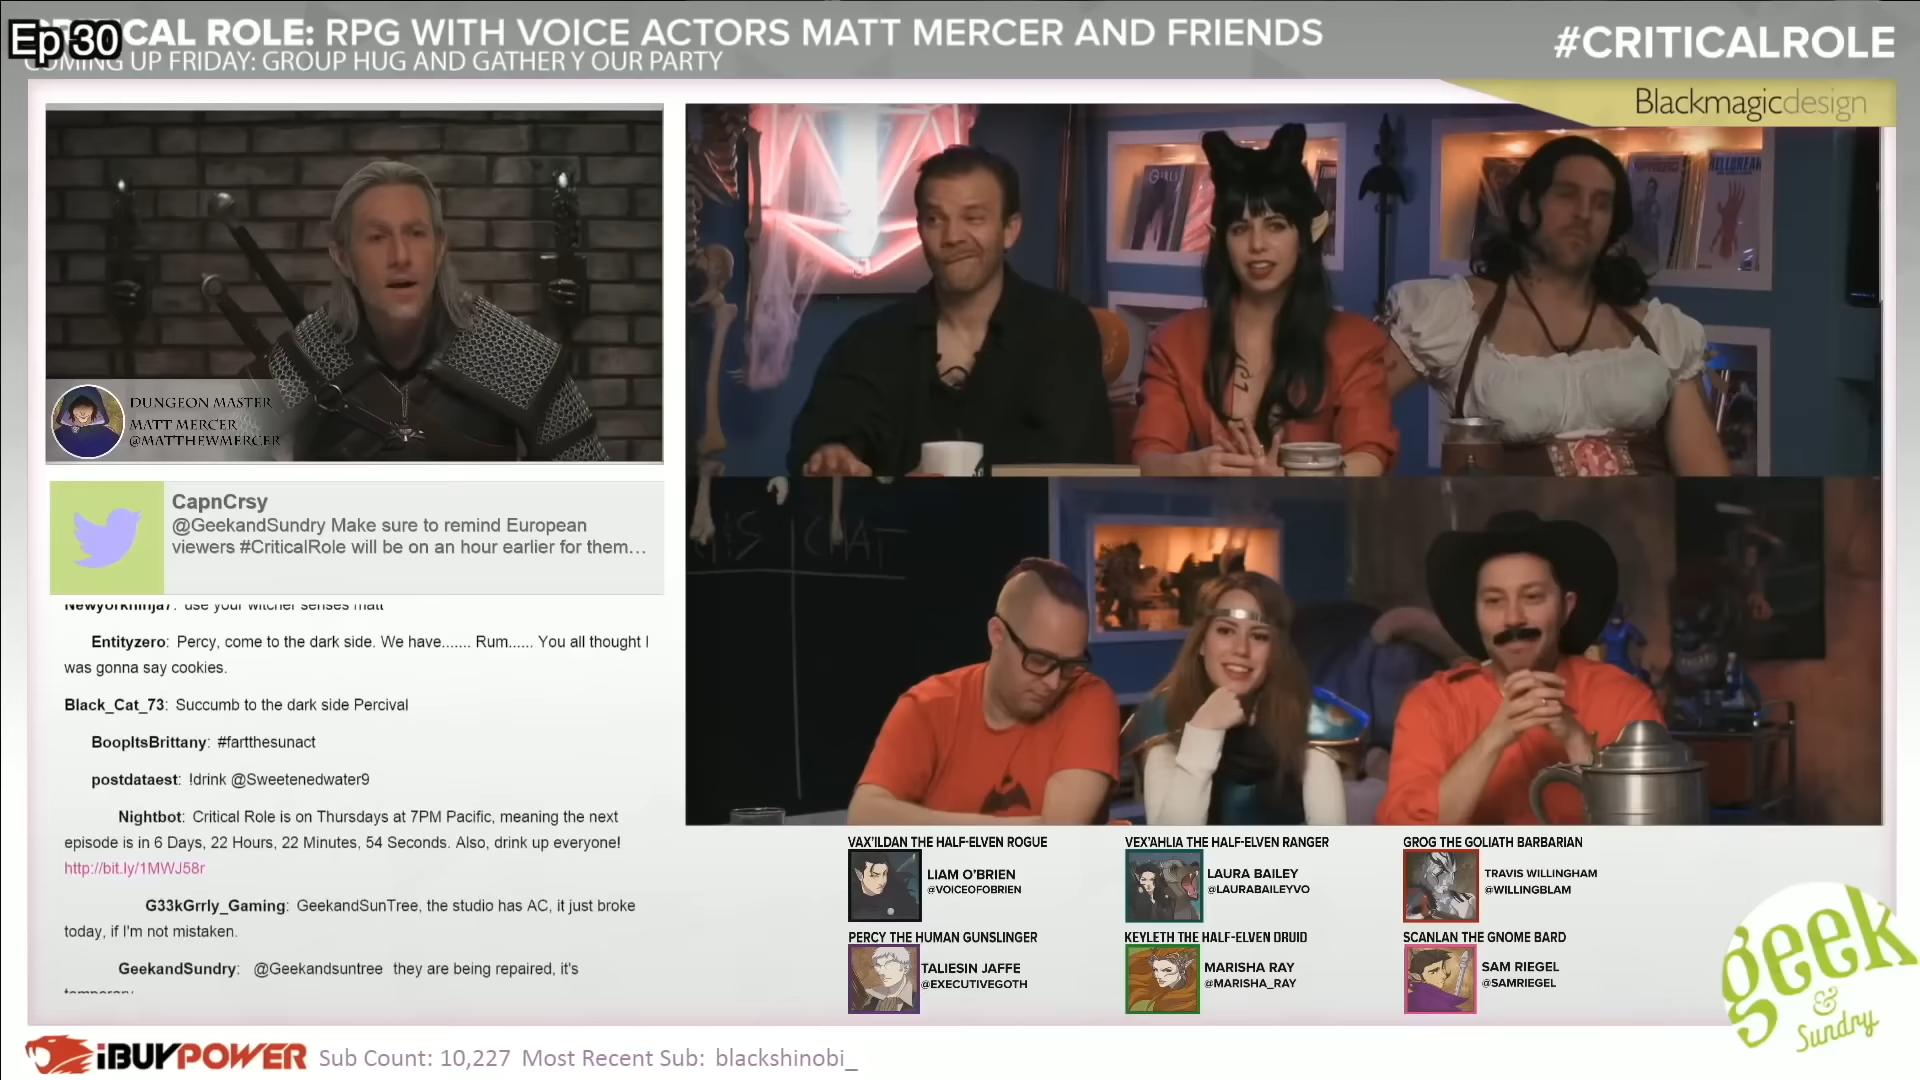 Ep 30
CAL ROLE: RPG WITH VOICE ACTORS MATT MERCER AND FRIENDS
COMING UP FRIDAY: GROUP HUG AND GATHER Y OUR PARTY
#CRITICALROLE
Blackmagicdesign
DUNGEON MASTER
MATT MERCER
@MATTHEWMERCER
CapnCrsy
@GeekandSundry Make sure to remind European
viewers #CriticalRole will be on an hour earlier for them…
Newyorkninja7: use your witcher senses matt
Entityzero: Percy, come to the dark side. We have....... Rum...... You all thought I
was gonna say cookies.
Black_Cat_73: Succumb to the dark side Percival
BoopItsBrittany: #fartthesunact
postdataest: !drink @Sweetenedwater9
Nightbot: Critical Role is on Thursdays at 7PM Pacific, meaning the next
episode is in 6 Days, 22 Hours, 22 Minutes, 54 Seconds. Also, drink up everyone!
http://bit.ly/1MWJ58r
G33kGrrly_Gaming: GeekandSunTree, the studio has AC, it just broke
today, if I'm not mistaken.
GeekandSundry: @Geekandsuntree they are being repaired, it's
temporary
CHAT
VAX'ILDAN THE HALF-ELVEN ROGUE
LIAM O'BRIEN
@VOICEOFOBRIEN
VEX'AHLIA THE HALF-ELVEN RANGER
LAURA BAILEY
@LAURABAILEYVO
GROG THE GOLIATH BARBARIAN
TRAVIS WILLINGHAM
@WILLINGBLAM
PERCY THE HUMAN GUNSLINGER
TALIESIN JAFFE
@EXECUTIVEGOTH
KEYLETH THE HALF-ELVEN DRUID
MARISHA RAY
@MARISHA_RAY
SCANLAN THE GNOME BARD
SAM RIEGEL
@SAMRIEGEL
geek
&
Sundry
iBUYPOWER
Sub Count: 10,227 Most Recent Sub: blackshinobi_